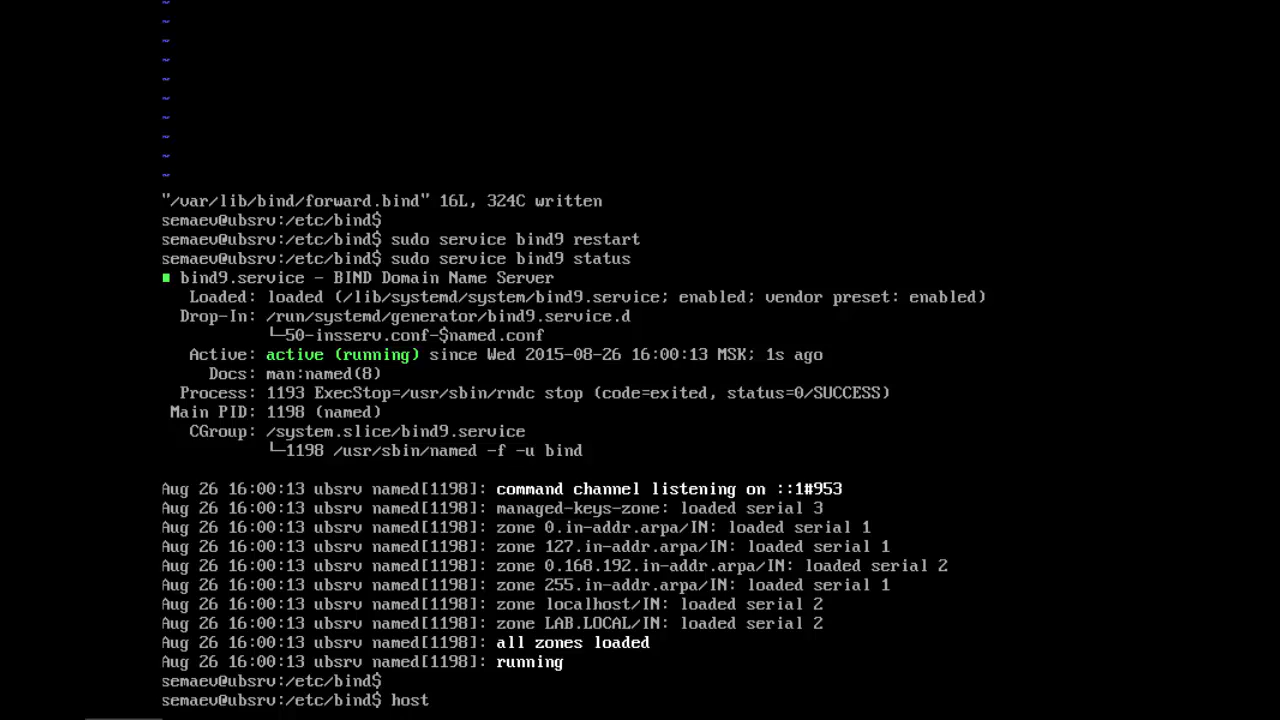 ~
~
~
~
~
~
~
~
~
~
"/var/lib/bind/forward.bind" 16L, 324C written
semaev@ubsrv:/etc/bind$
semaev@ubsrv:/etc/bind$ sudo service bind9 restart
semaev@ubsrv:/etc/bind$ sudo service bind9 status
■ bind9.service - BIND Domain Name Server
Loaded: loaded (/lib/systemd/system/bind9.service; enabled; vendor preset: enabled)
Drop-In: /run/systemd/generator/bind9.service.d
└─50-insserv.conf-$named.conf
Active: active (running) since Wed 2015-08-26 16:00:13 MSK; 1s ago
Docs: man:named(8)
Process: 1193 ExecStop=/usr/sbin/rndc stop (code=exited, status=0/SUCCESS)
Main PID: 1198 (named)
CGroup: /system.slice/bind9.service
└─1198 /usr/sbin/named -f -u bind
Aug 26 16:00:13 ubsrv named[1198]: command channel listening on ::1#953
Aug 26 16:00:13 ubsrv named[1198]: managed-keys-zone: loaded serial 3
Aug 26 16:00:13 ubsrv named[1198]: zone 0.in-addr.arpa/IN: loaded serial 1
Aug 26 16:00:13 ubsrv named[1198]: zone 127.in-addr.arpa/IN: loaded serial 1
Aug 26 16:00:13 ubsrv named[1198]: zone 0.168.192.in-addr.arpa/IN: loaded serial 2
Aug 26 16:00:13 ubsrv named[1198]: zone 255.in-addr.arpa/IN: loaded serial 1
Aug 26 16:00:13 ubsrv named[1198]: zone localhost/IN: loaded serial 2
Aug 26 16:00:13 ubsrv named[1198]: zone LAB.LOCAL/IN: loaded serial 2
Aug 26 16:00:13 ubsrv named[1198]: all zones loaded
Aug 26 16:00:13 ubsrv named[1198]: running
semaev@ubsrv:/etc/bind$
semaev@ubsrv:/etc/bind$ host